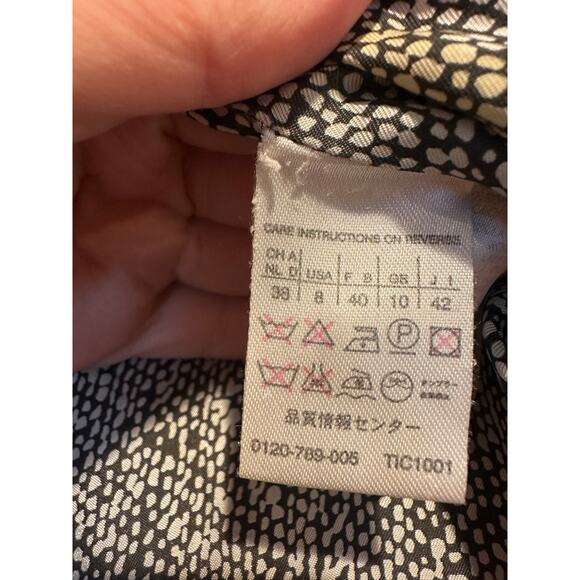 CARE INSTRUCTIONS ON REVERSE
CH A
NL D USA F B GB J I
38 8 40 10 42
P
品質情報センター
0120-789-005 TIC1001